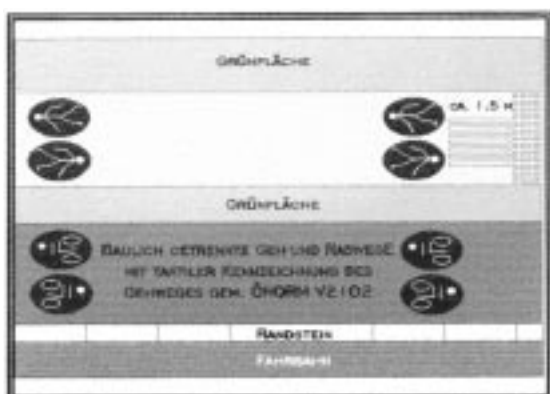 GRÜNFLÄCHE
CA. 1.5 M
GRÜNFLÄCHE
BAULICH GETRENNTE GEH-UND RADWEGE
MIT TAKTILER KENNZEICHNUNG DES
GEHWEGES GEM. ÖNORM V2102
RANDSTEIN
FAHRBAHN